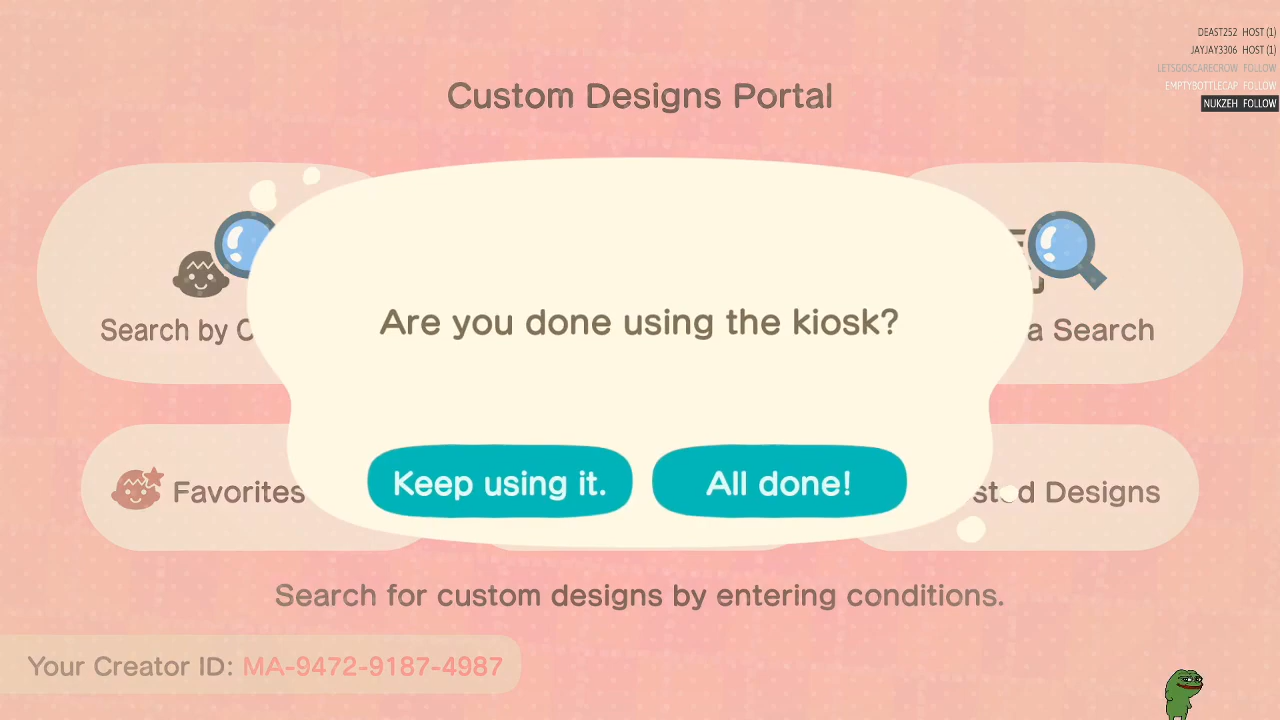 DEAST252 HOST (1)
JAYJAY3306 HOST (1)
LETSGOSCARECROW FOLLOW
EMPTYBOTTLECAP FOLLOW
NUKZEH FOLLOW
Custom Designs Portal
Search by C
a Search
Are you done using the kiosk?
Keep using it.
All done!
Favorites
sted Designs
Search for custom designs by entering conditions.
Your Creator ID: MA-9472-9187-4987